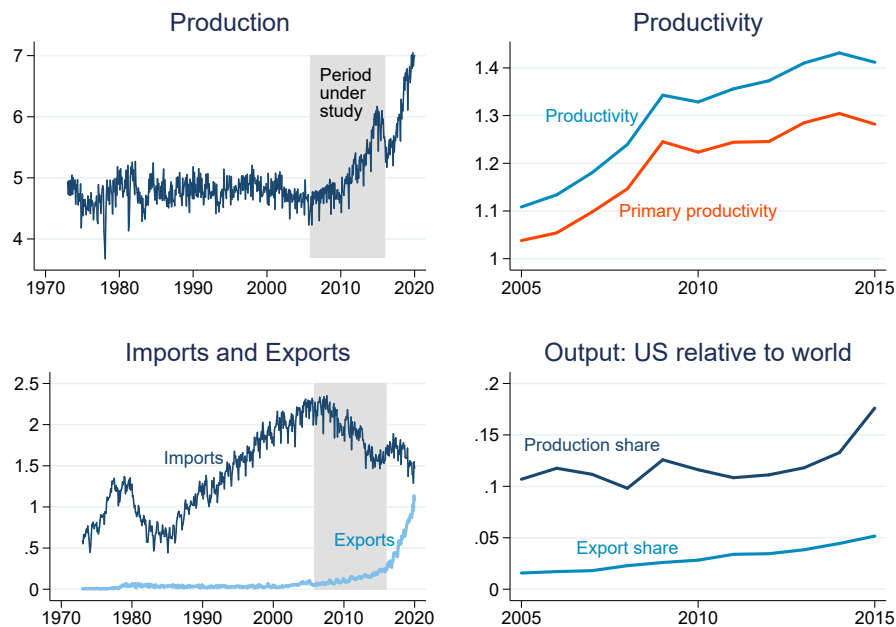 Production
7
6
5
4
Period
under
study
1970 1980 1990 2000 2010 2020
Productivity
1.4
1.3
1.2
1.1
1
Productivity
Primary productivity
2005 2010 2015
Imports and Exports
2.5
2
1.5
1
.5
0
Imports
Exports
1970 1980 1990 2000 2010 2020
Output: US relative to world
.2
.15
.1
.05
0
Production share
Export share
2005 2010 2015